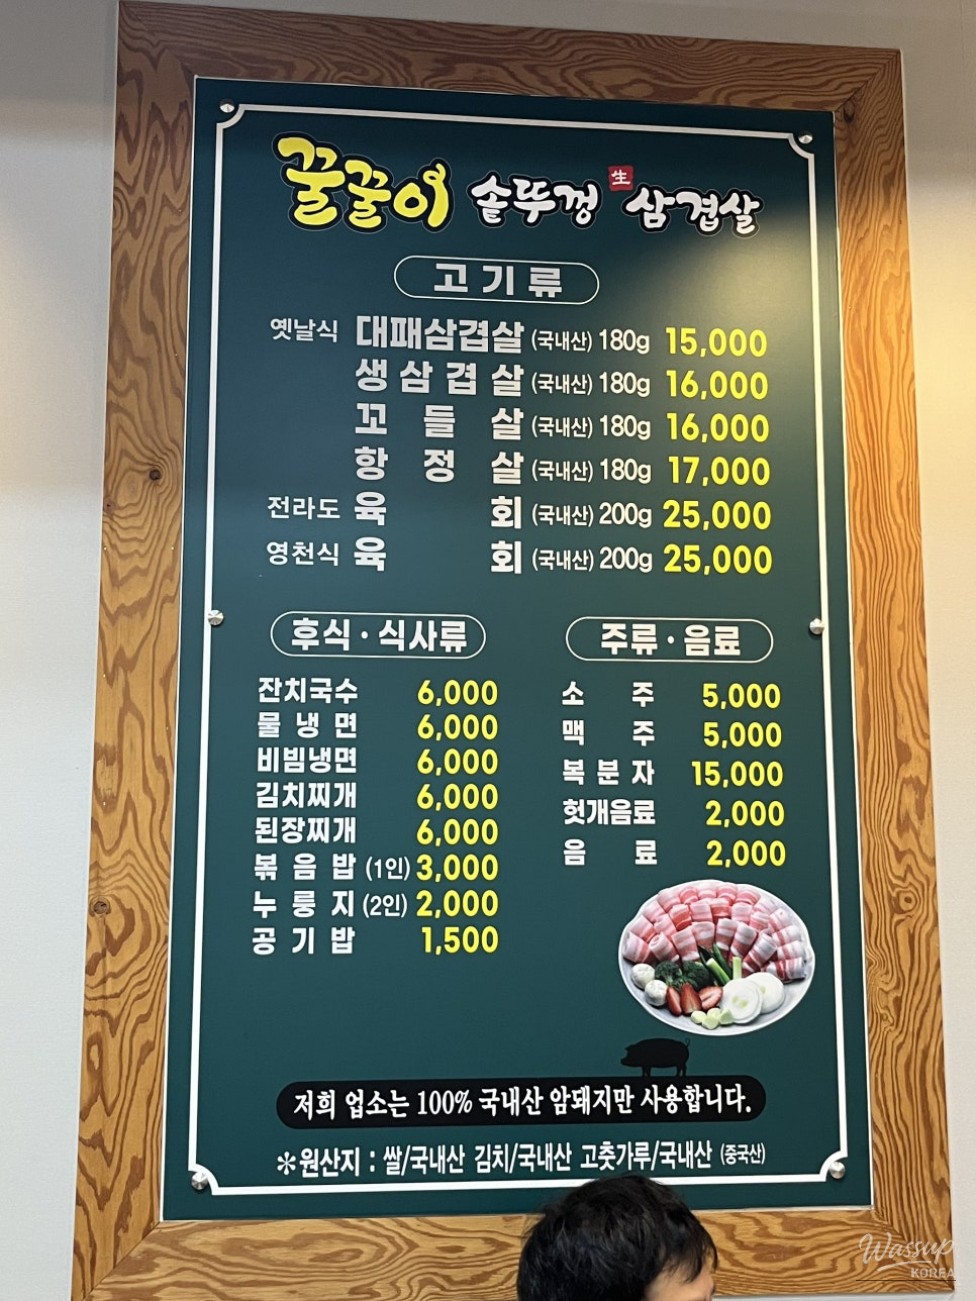 꿀꿀이 솥뚜껑 生 삼겹살
고기류
옛날식 대패삼겹살 (국내산) 180g 15,000
생삼겹살 (국내산) 180g 16,000
꼬들살 (국내산) 180g 16,000
항정살 (국내산) 180g 17,000
전라도 육회 (국내산) 200g 25,000
영천식 육회 (국내산) 200g 25,000
후식·식사류
잔치국수 6,000
물냉면 6,000
비빔냉면 6,000
김치찌개 6,000
된장찌개 6,000
볶음밥 (1인) 3,000
누룽지 (2인) 2,000
공기밥 1,500
주류·음료
소주 5,000
맥주 5,000
복분자 15,000
헛개음료 2,000
음료 2,000
저희 업소는 100% 국내산 암돼지만 사용합니다.
※원산지 : 쌀/국내산 김치/국내산 고춧가루/국내산 (중국산)
Wassup
KOREA